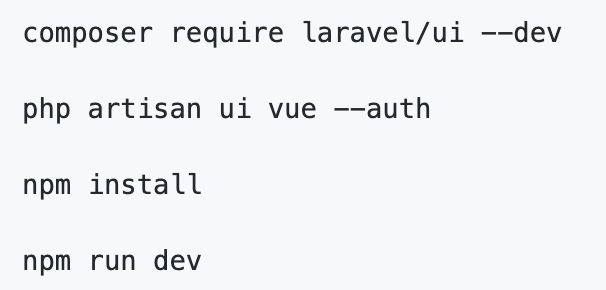 composer require laravel/ui --dev
php artisan ui vue --auth
npm install
npm run dev